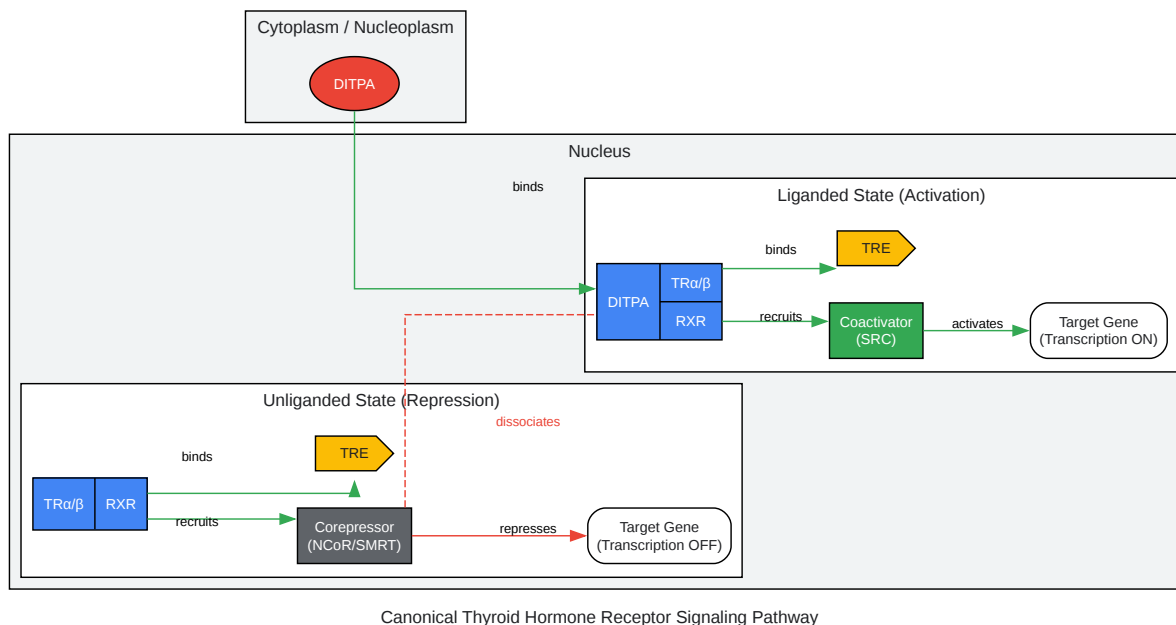 Cytoplasm / Nucleoplasm
DITPA
Nucleus
binds
Liganded State (Activation)
binds
TRE
DITPA
TRα/β
RXR
recruits
Coactivator
(SRC)
activates
Target Gene
(Transcription ON)
Unliganded State (Repression)
dissociates
binds
TRE
TRα/β
RXR
recruits
Corepressor
(NCoR/SMRT)
represses
Target Gene
(Transcription OFF)
Canonical Thyroid Hormone Receptor Signaling Pathway